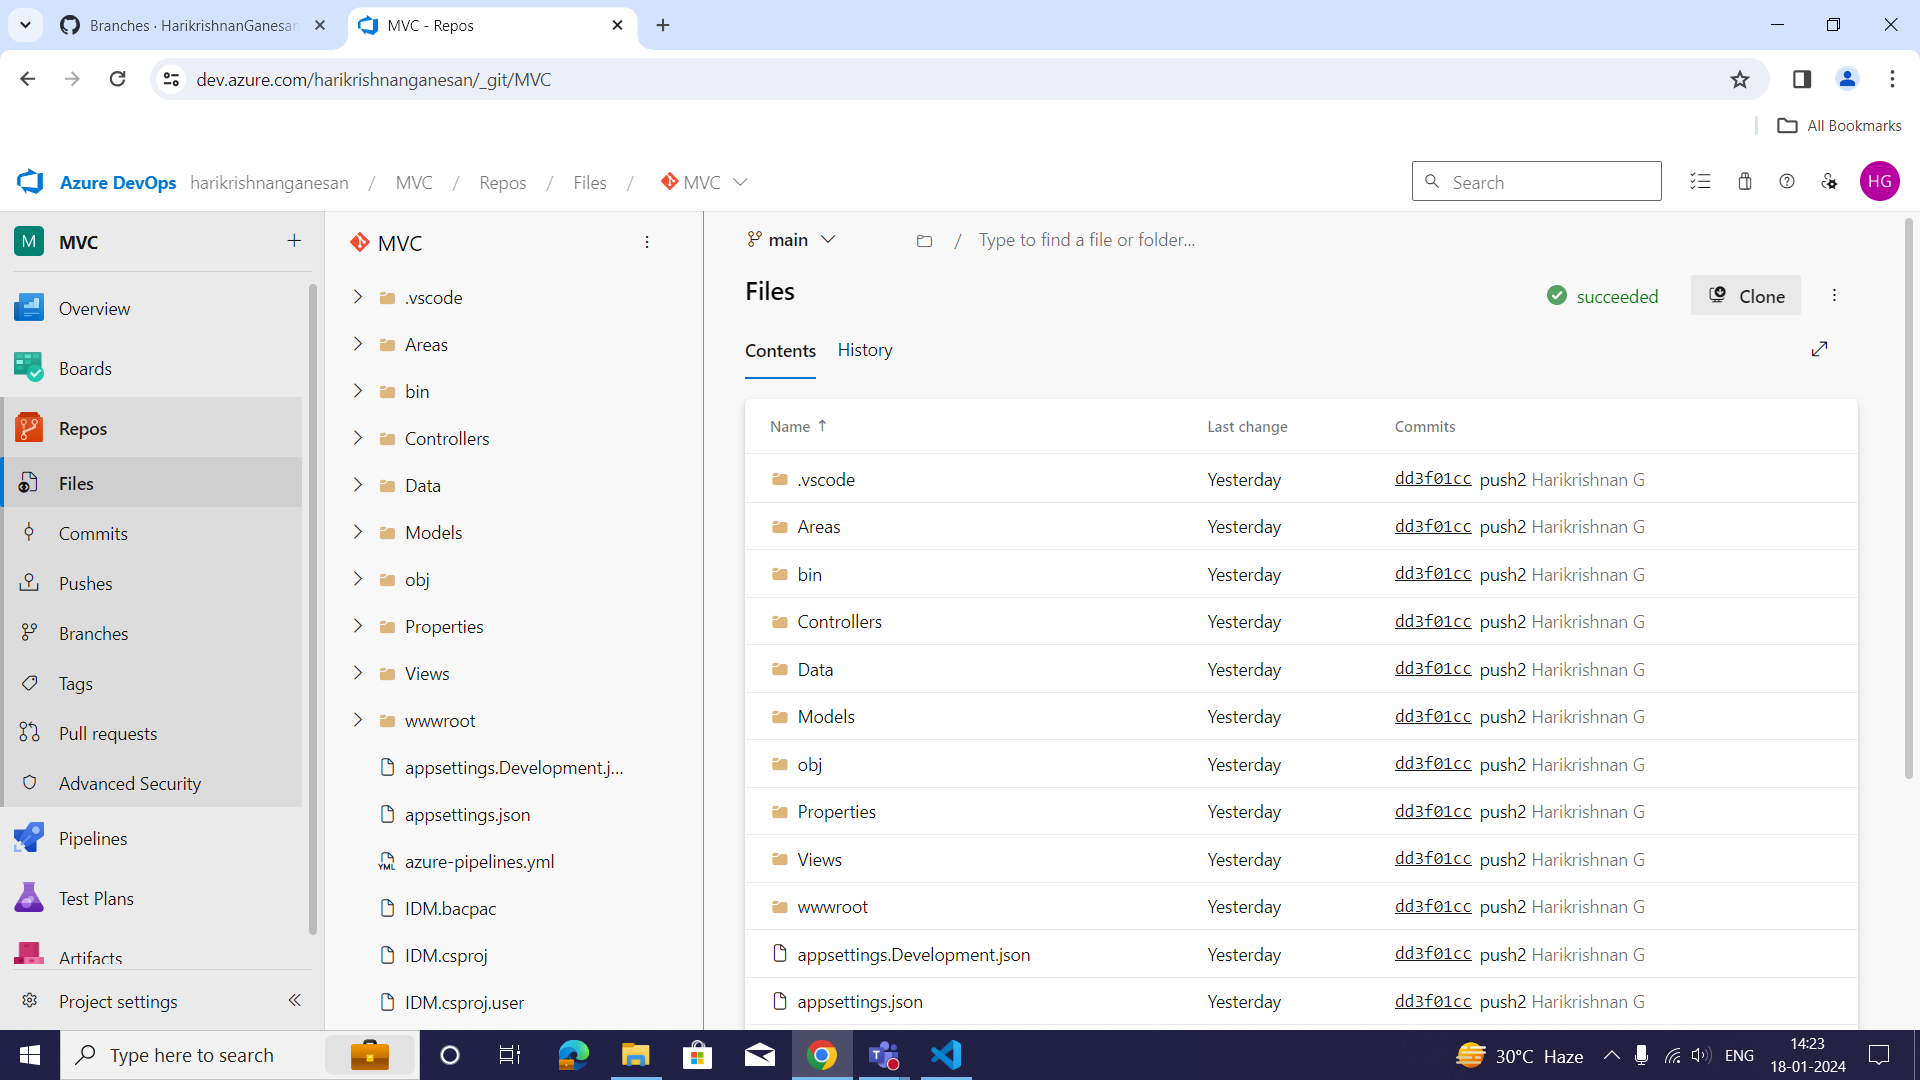 Branches · HarikrishnanGanesan
MVC - Repos
dev.azure.com/harikrishnanganesan/_git/MVC
All Bookmarks
Azure DevOps harikrishnanganesan / MVC / Repos / Files / MVC
Search
HG
M MVC
Overview
Boards
Repos
Files
Commits
Pushes
Branches
Tags
Pull requests
Advanced Security
Pipelines
Test Plans
Artifacts
Project settings
MVC
.vscode
Areas
bin
Controllers
Data
Models
obj
Properties
Views
wwwroot
appsettings.Development.j...
appsettings.json
YML azure-pipelines.yml
IDM.bacpac
IDM.csproj
IDM.csproj.user
main / Type to find a file or folder...
Files
succeeded
Clone
Contents History
Name Last change Commits
.vscode Yesterday dd3f01cc push2 Harikrishnan G
Areas Yesterday dd3f01cc push2 Harikrishnan G
bin Yesterday dd3f01cc push2 Harikrishnan G
Controllers Yesterday dd3f01cc push2 Harikrishnan G
Data Yesterday dd3f01cc push2 Harikrishnan G
Models Yesterday dd3f01cc push2 Harikrishnan G
obj Yesterday dd3f01cc push2 Harikrishnan G
Properties Yesterday dd3f01cc push2 Harikrishnan G
Views Yesterday dd3f01cc push2 Harikrishnan G
wwwroot Yesterday dd3f01cc push2 Harikrishnan G
appsettings.Development.json Yesterday dd3f01cc push2 Harikrishnan G
appsettings.json Yesterday dd3f01cc push2 Harikrishnan G
Type here to search
30°C Haze
ENG
14:23
18-01-2024